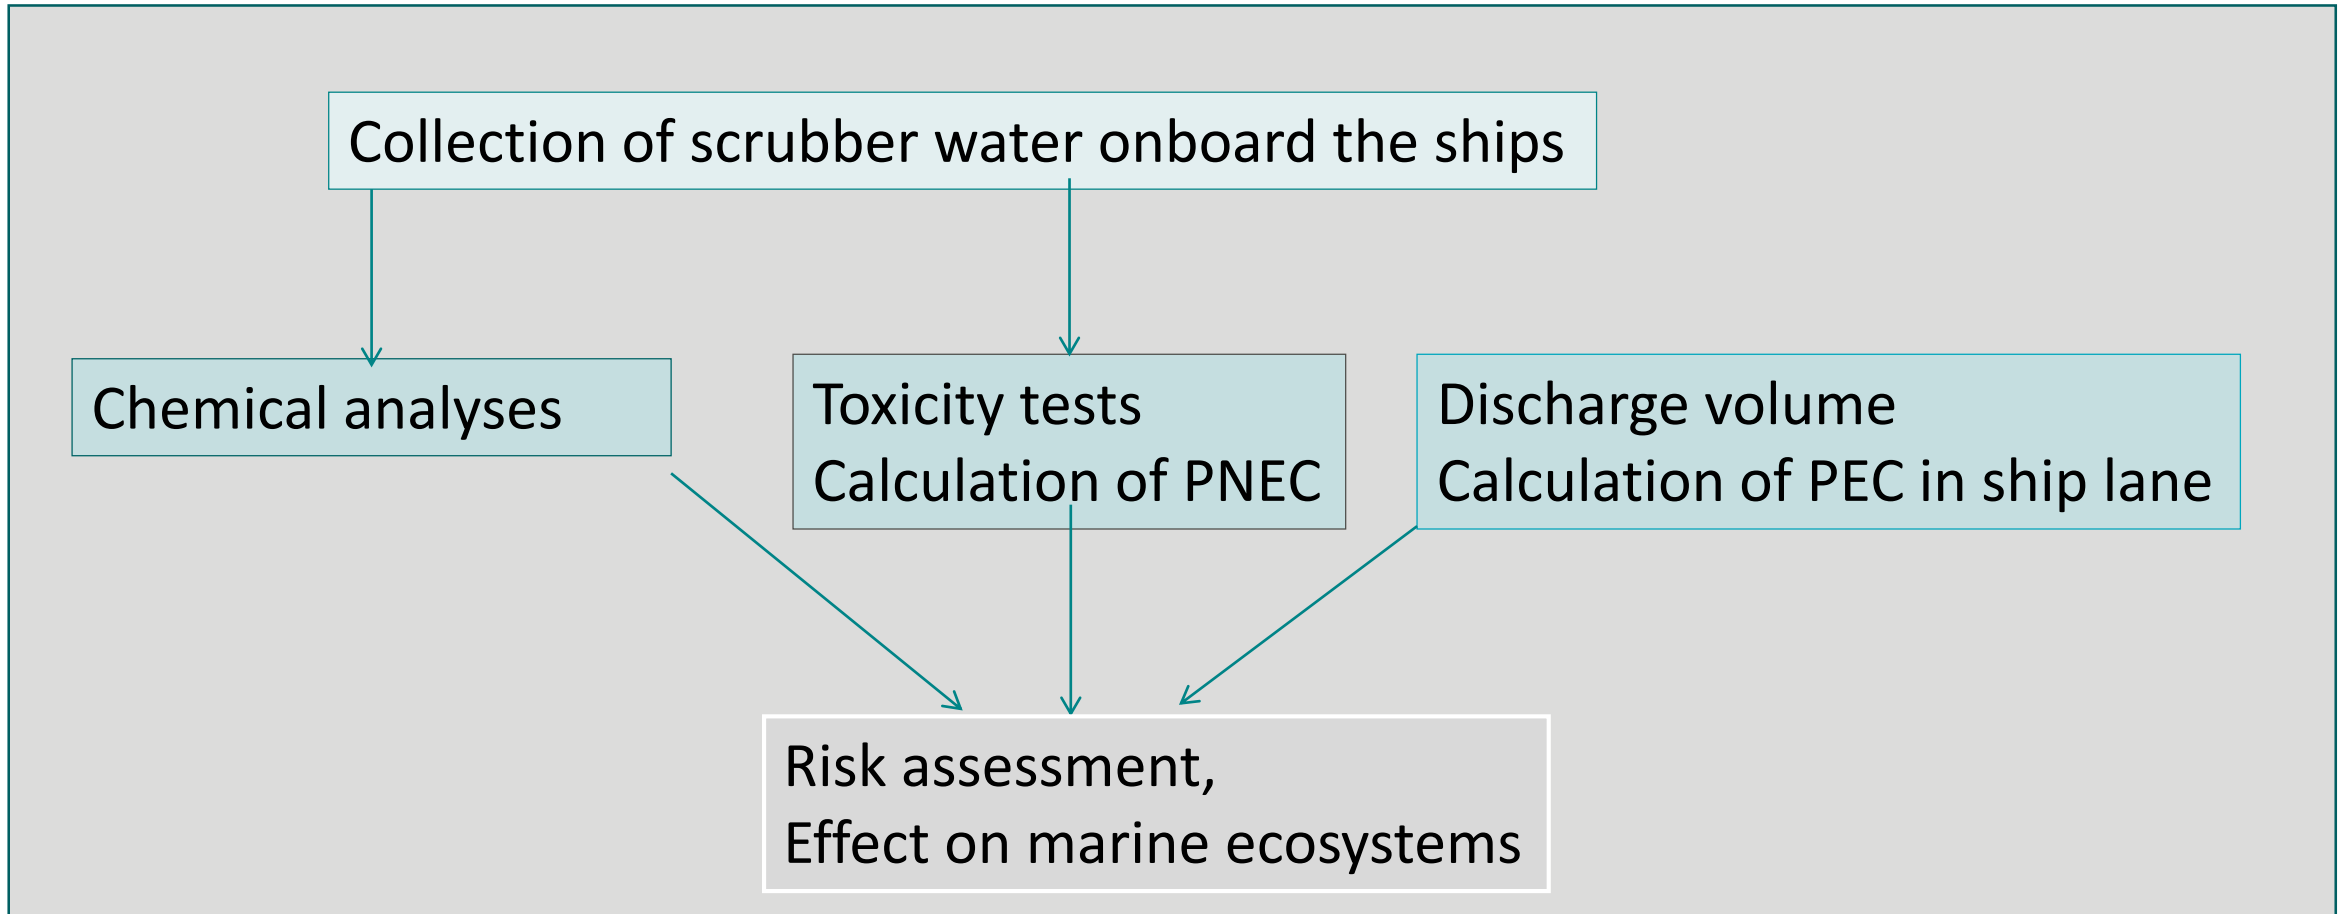 Collection of scrubber water onboard the ships
Chemical analyses
Toxicity tests
Calculation of PNEC
Discharge volume
Calculation of PEC in ship lane
Risk assessment,
Effect on marine ecosystems